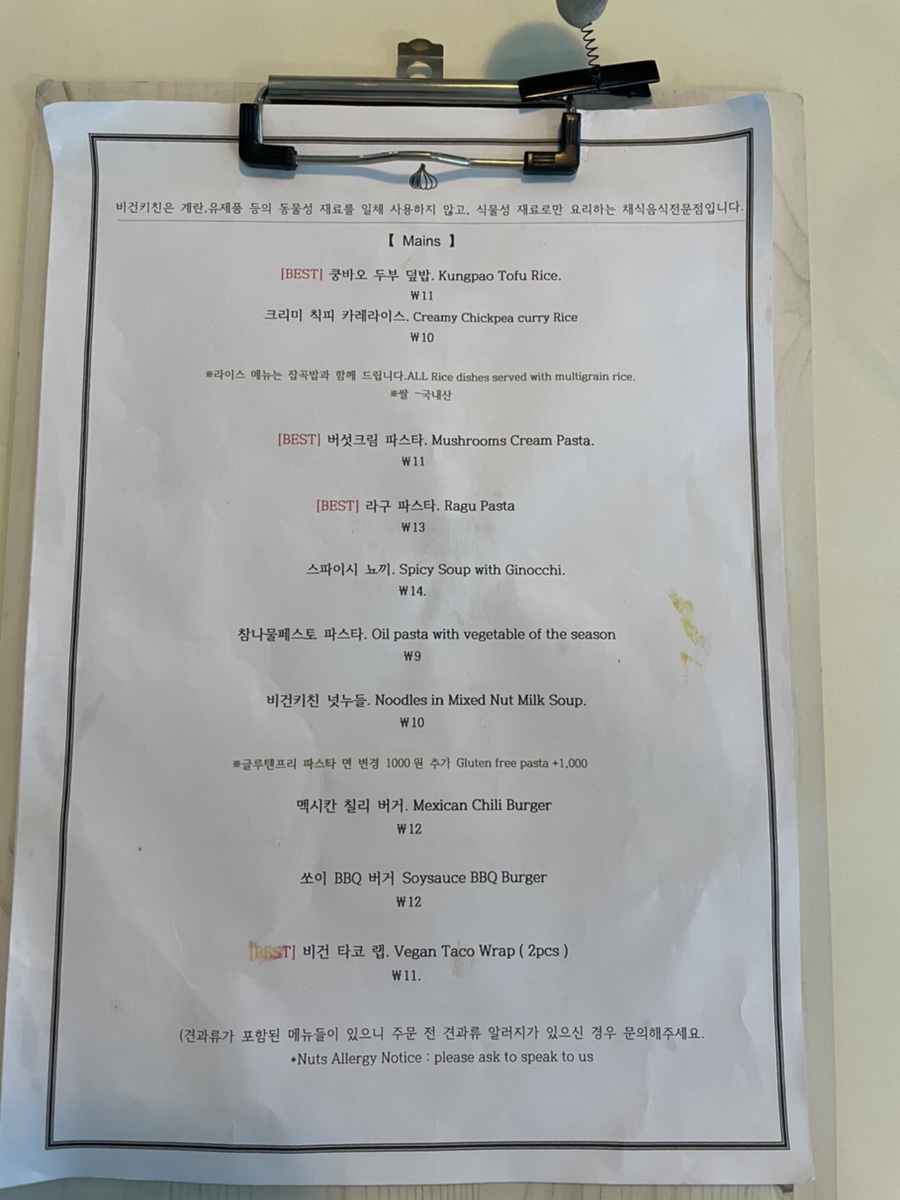 비건키친은 계란,유제품 등의 동물성 재료를 일체 사용하지 않고, 식물성 재료로만 요리하는 채식음식전문점입니다.
【 Mains 】
[BEST] 쿵바오 두부 덮밥. Kungpao Tofu Rice.
₩11
크리미 칙피 카레라이스. Creamy Chickpea curry Rice
₩10
※라이스 메뉴는 잡곡밥과 함께 드립니다.ALL Rice dishes served with multigrain rice.
※쌀 -국내산
[BEST] 버섯크림 파스타. Mushrooms Cream Pasta.
₩11
[BEST] 라구 파스타. Ragu Pasta
₩13
스파이시 뇨끼. Spicy Soup with Ginocchi.
₩14.
참나물페스토 파스타. Oil pasta with vegetable of the season
₩9
비건키친 넛누들. Noodles in Mixed Nut Milk Soup.
₩10
※글루텐프리 파스타 면 변경 1000원 추가 Gluten free pasta +1,000
멕시칸 칠리 버거. Mexican Chili Burger
₩12
쏘이 BBQ 버거 Soysauce BBQ Burger
₩12
[BEST] 비건 타코 랩. Vegan Taco Wrap ( 2pcs )
₩11.
(견과류가 포함된 메뉴들이 있으니 주문 전 견과류 알러지가 있으신 경우 문의해주세요.
*Nuts Allergy Notice : please ask to speak to us